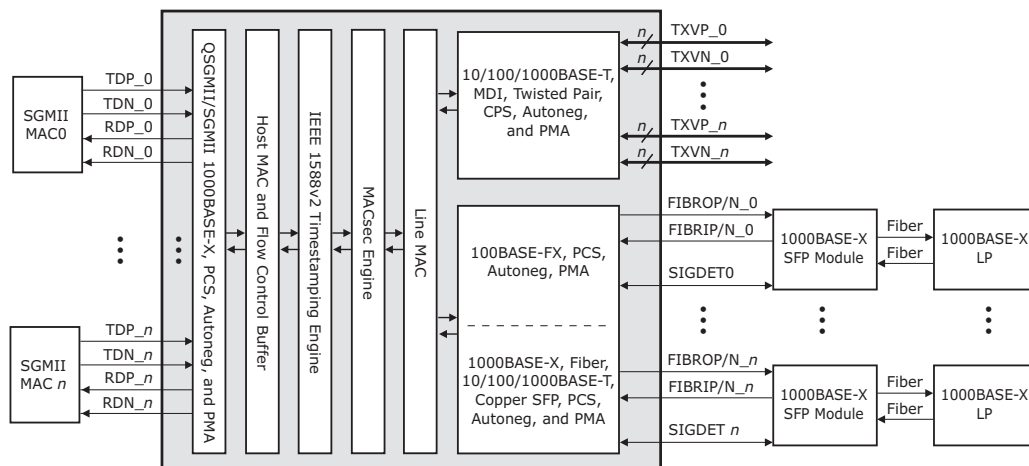 SGMII
MAC0
TDP_0
TDN_0
RDP_0
RDN_0
SGMII
MAC n
TDP_n
TDN_n
RDP_n
RDN_n
QSGMII/SGMII 1000BASE-X, PCS, Autoneg, and PMA
Host MAC and Flow Control Buffer
IEEE 1588v2 Timestamping Engine
MACsec Engine
Line MAC
10/100/1000BASE-T,
MDI, Twisted Pair,
CPS, Autoneg,
and PMA
n
TXVP_0
n
TXVN_0
n
TXVP_n
n
TXVN_n
100BASE-FX, PCS,
Autoneg, PMA
1000BASE-X, Fiber,
10/100/1000BASE-T,
Copper SFP, PCS,
Autoneg, and PMA
FIBROP/N_0
FIBRIP/N_0
SIGDET0
1000BASE-X
SFP Module
Fiber
Fiber
1000BASE-X
LP
FIBROP/N_n
FIBRIP/N_n
SIGDET n
1000BASE-X
SFP Module
Fiber
Fiber
1000BASE-X
LP